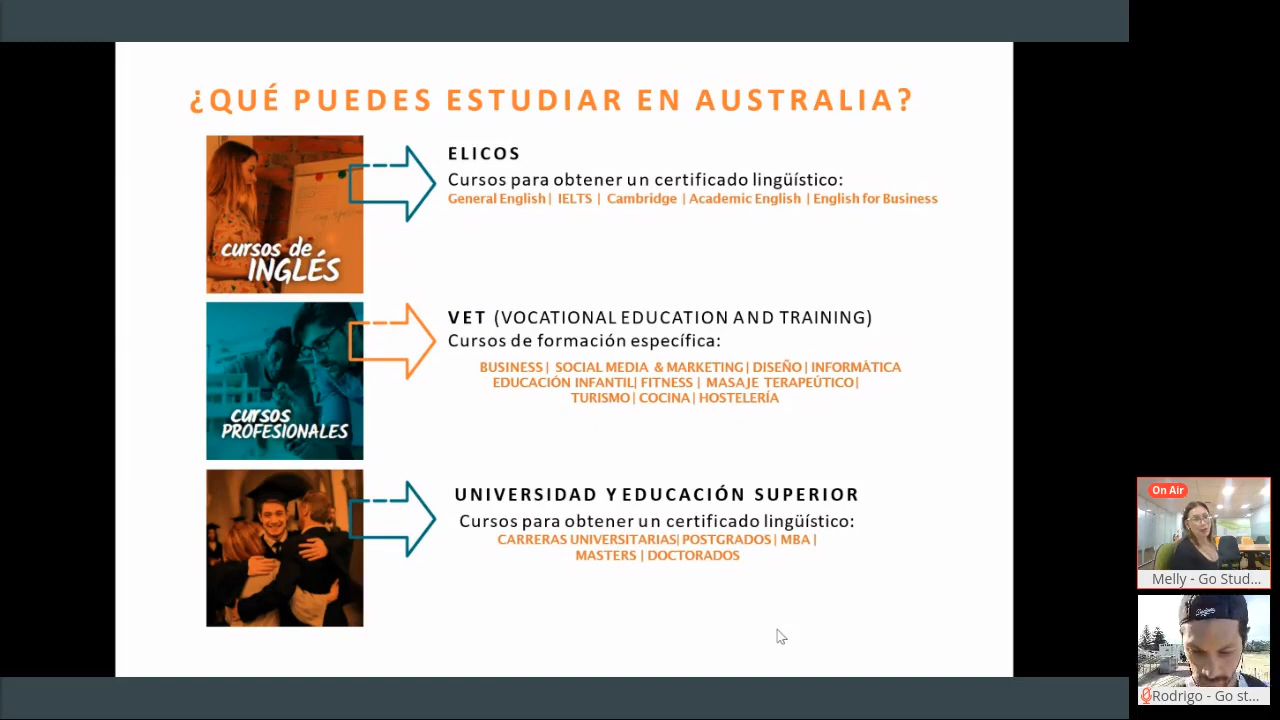 ¿QUÉ PUEDES ESTUDIAR EN AUSTRALIA?
ELICOS
Cursos para obtener un certificado lingüístico:
General English | IELTS | Cambridge | Academic English | English for Business
cursos de
INGLÉS
VET (VOCATIONAL EDUCATION AND TRAINING)
Cursos de formación específica:
BUSINESS | SOCIAL MEDIA & MARKETING | DISEÑO | INFORMÀTICA
EDUCACIÓN INFANTIL| FITNESS | MASAJE TERAPEÚTICO |
TURISMO | COCINA | HOSTELERÍA
cursos
PROFESIONALES
UNIVERSIDAD Y EDUCACIÓN SUPERIOR
Cursos para obtener un certificado lingüístico:
CARRERAS UNIVERSITARIAS| POSTGRADOS | MBA |
MASTERS | DOCTORADOS
On Air
Melly - Go Stud...
Rodrigo - Go st...